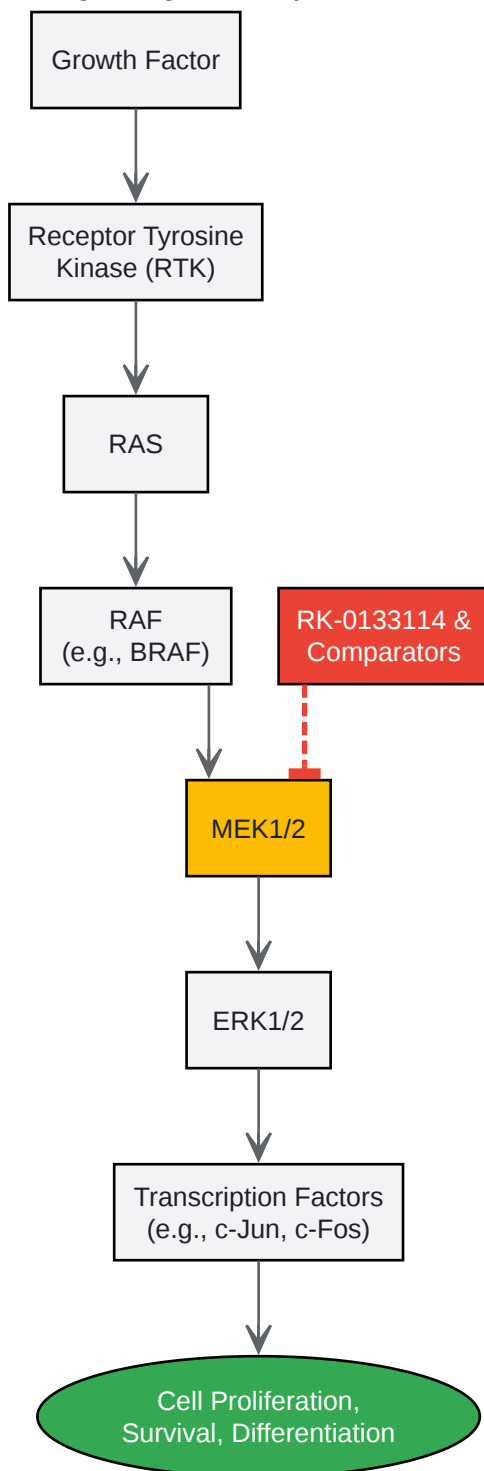 Growth Factor
Receptor Tyrosine
Kinase (RTK)
RAS
RAF
(e.g., BRAF)
RK-0133114 &
Comparators
MEK1/2
ERK1/2
Transcription Factors
(e.g., c-Jun, c-Fos)
Cell Proliferation,
Survival, Differentiation